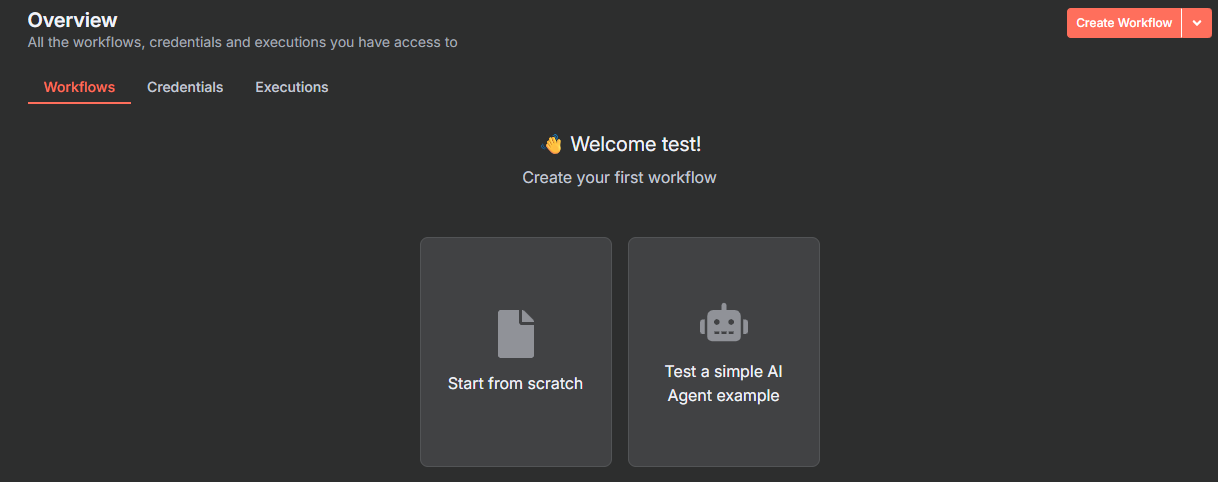 Overview
Create Workflow
All the workflows, credentials and executions you have access to
Workflows
Credentials
Executions
👋 Welcome test!
Create your first workflow
Start from scratch
Test a simple AI
Agent example